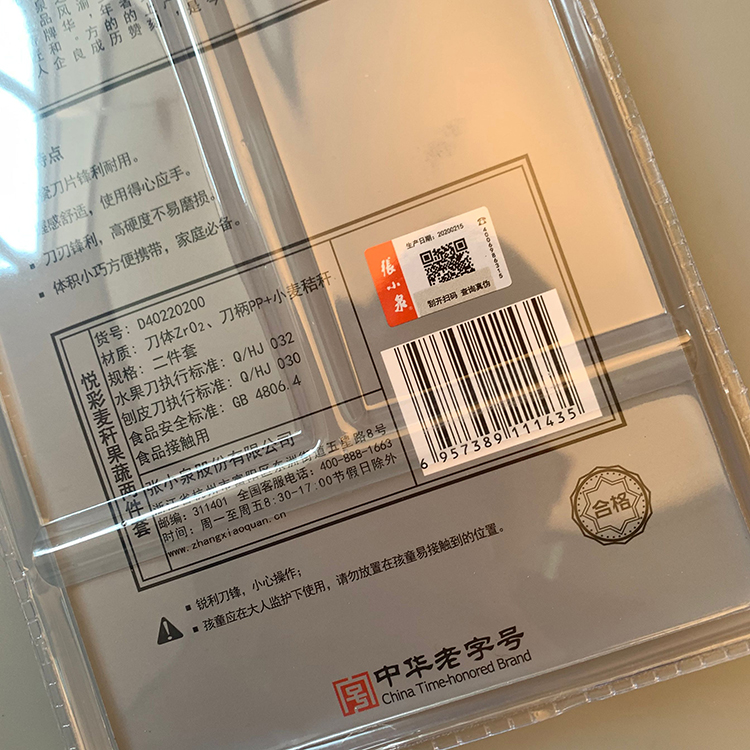 特点
瓷刀片锋利耐用。
握感舒适，使用得心应手。
刀刃锋利，高硬度不易磨损。
体积小巧方便携带，家庭必备。
悦彩麦秆果蔬两件套
货号: D40220200
材质: 刀体ZrO₂、刀柄PP+小麦秸秆
规格: 二件套
水果刀执行标准: Q/HJ 032
刨皮刀执行标准: Q/HJ 030
食品安全标准: GB 4806.4
食品接触用
张小泉股份有限公司
邮编: 311401 全国客服电话: 400-888-1663
时间: 周一至周五8:30-17:00节假日除外
www.zhangxiaoquan.cn
張小泉
生产日期: 20200215
4006986315
刮开扫码 查询真伪
6 957389 111435
合格
锐利刀锋，小心操作;
孩童应在大人监护下使用，请勿放置在孩童易接触到的位置。
中华老字号
China Time-honored Brand